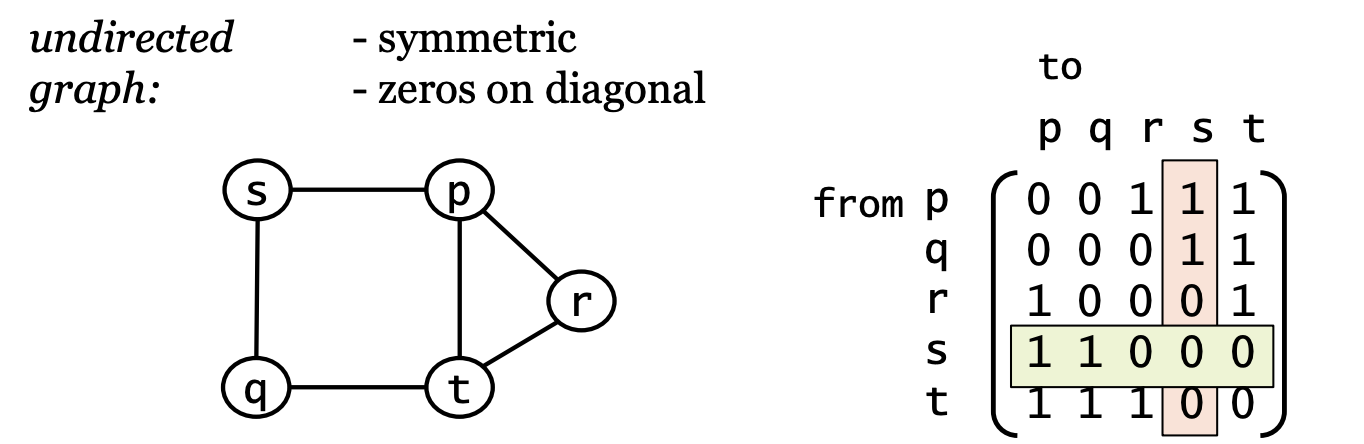 undirected - symmetric
graph: - zeros on diagonal
s p
r
q t
to
p q r s t
from p 0 0 1 1 1
q 0 0 0 1 1
r 1 0 0 0 1
s 1 1 0 0 0
t 1 1 1 0 0